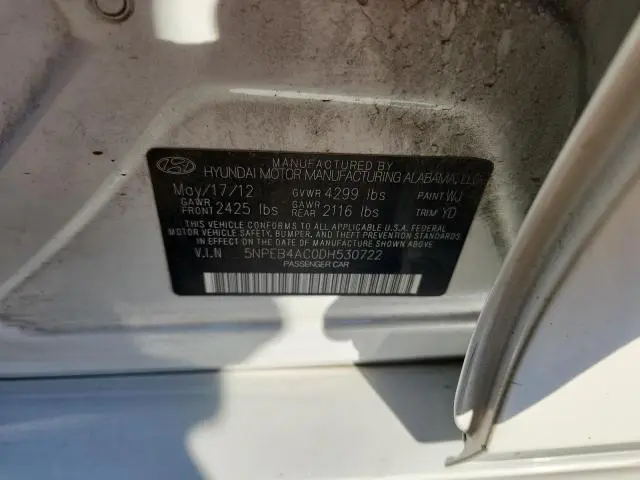 MANUFACTURED BY
HYUNDAI MOTOR MANUFACTURING ALABAMA, LLC
May/17/12 GVWR 4299 lbs PAINT WJ
GAWR FRONT 2425 lbs GAWR REAR 2116 lbs TRIM YD
THIS VEHICLE CONFORMS TO ALL APPLICABLE U.S.A. FEDERAL
MOTOR VEHICLE SAFETY, BUMPER, AND THEFT PREVENTION STANDARDS
IN EFFECT ON THE DATE OF MANUFACTURE SHOWN ABOVE.
V.I.N 5NPEB4AC0DH530722
PASSENGER CAR